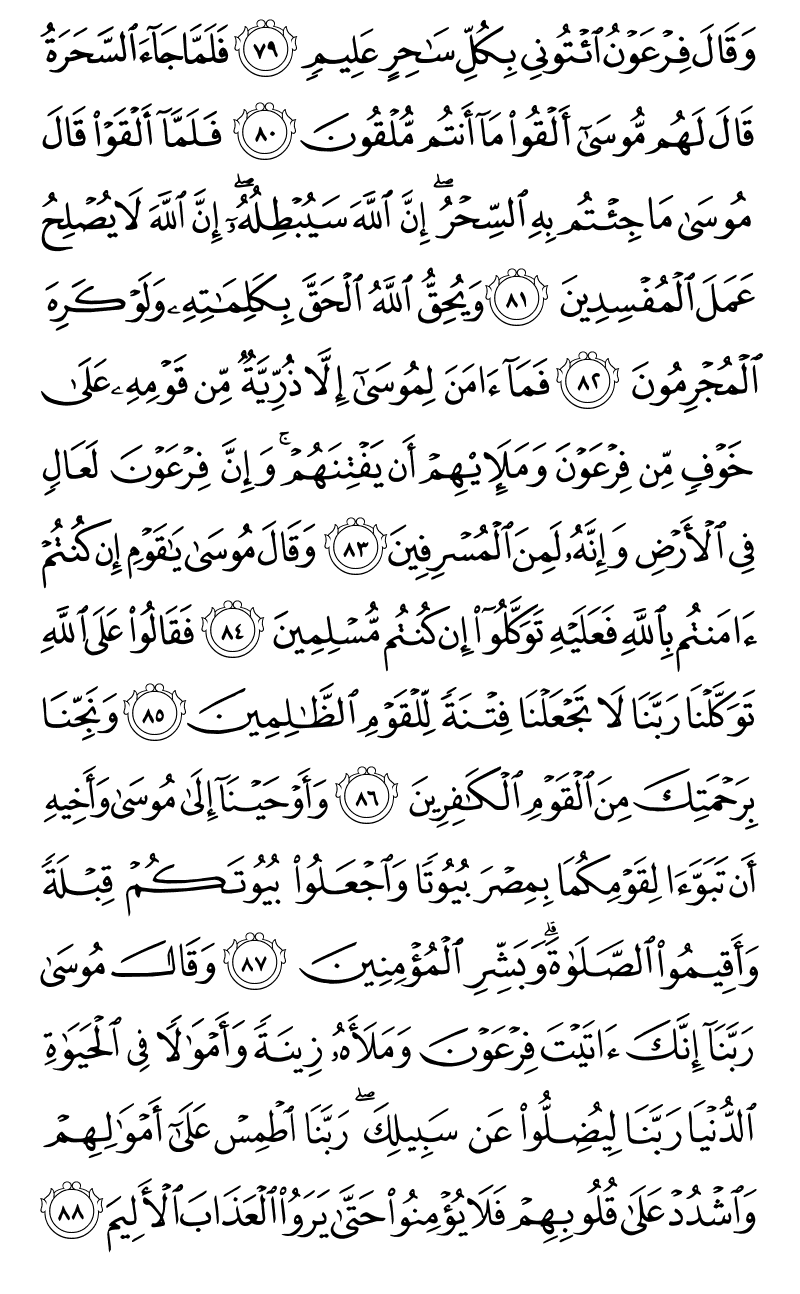 وَقَالَ فِرۡعَوۡنُ ٱئۡتُونِي بِكُلِّ سَٰحِرٍ عَلِيمٖ ٧٩ فَلَمَّا جَآءَ ٱلسَّحَرَةُ
قَالَ لَهُم مُّوسَىٰٓ أَلۡقُواْ مَآ أَنتُم مُّلۡقُونَ ٨٠ فَلَمَّآ أَلۡقَوۡاْ قَالَ
مُوسَىٰ مَا جِئۡتُم بِهِ ٱلسِّحۡرُۖ إِنَّ ٱللَّهَ سَيُبۡطِلُهُۥٓۖ إِنَّ ٱللَّهَ لَا يُصۡلِحُ
عَمَلَ ٱلۡمُفۡسِدِينَ ٨١ وَيُحِقُّ ٱللَّهُ ٱلۡحَقَّ بِكَلِمَٰتِهِۦ وَلَوۡ كَرِهَ
ٱلۡمُجۡرِمُونَ ٨٢ فَمَآ ءَامَنَ لِمُوسَىٰٓ إِلَّا ذُرِّيَّةٞ مِّن قَوۡمِهِۦ عَلَىٰ
خَوۡفٖ مِّن فِرۡعَوۡنَ وَمَلَإِيْهِمۡ أَن يَفۡتِنَهُمۡۚ وَإِنَّ فِرۡعَوۡنَ لَعَالٖ
فِي ٱلۡأَرۡضِ وَإِنَّهُۥ لَمِنَ ٱلۡمُسۡرِفِينَ ٨٣ وَقَالَ مُوسَىٰ يَٰقَوۡمِ إِن كُنتُمۡ
ءَامَنتُم بِٱللَّهِ فَعَلَيۡهِ تَوَكَّلُوٓاْ إِن كُنتُم مُّسۡلِمِينَ ٨٤ فَقَالُواْ عَلَى ٱللَّهِ
تَوَكَّلۡنَا رَبَّنَا لَا تَجۡعَلۡنَا فِتۡنَةٗ لِّلۡقَوۡمِ ٱلظَّٰلِمِينَ ٨٥ وَنَجِّنَا
بِرَحۡمَتِكَ مِنَ ٱلۡقَوۡمِ ٱلۡكَٰفِرِينَ ٨٦ وَأَوۡحَيۡنَآ إِلَىٰ مُوسَىٰ وَأَخِيهِ
أَن تَبَوَّءَا لِقَوۡمِكُمَا بِمِصۡرَ بُيُوتٗا وَٱجۡعَلُواْ بُيُوتَكُمۡ قِبۡلَةٗ
وَأَقِيمُواْ ٱلصَّلَوٰةَۗ وَبَشِّرِ ٱلۡمُؤۡمِنِينَ ٨٧ وَقَالَ مُوسَىٰ
رَبَّنَآ إِنَّكَ ءَاتَيۡتَ فِرۡعَوۡنَ وَمَلَأَهُۥ زِينَةٗ وَأَمۡوَٰلٗا فِي ٱلۡحَيَوٰةِ
ٱلدُّنۡيَا رَبَّنَا لِيُضِلُّواْ عَن سَبِيلِكَۖ رَبَّنَا ٱطۡمِسۡ عَلَىٰٓ أَمۡوَٰلِهِمۡ
وَٱشۡدُدۡ عَلَىٰ قُلُوبِهِمۡ فَلَا يُؤۡمِنُواْ حَتَّىٰ يَرَوُاْ ٱلۡعَذَابَ ٱلۡأَلِيمَ ٨٨